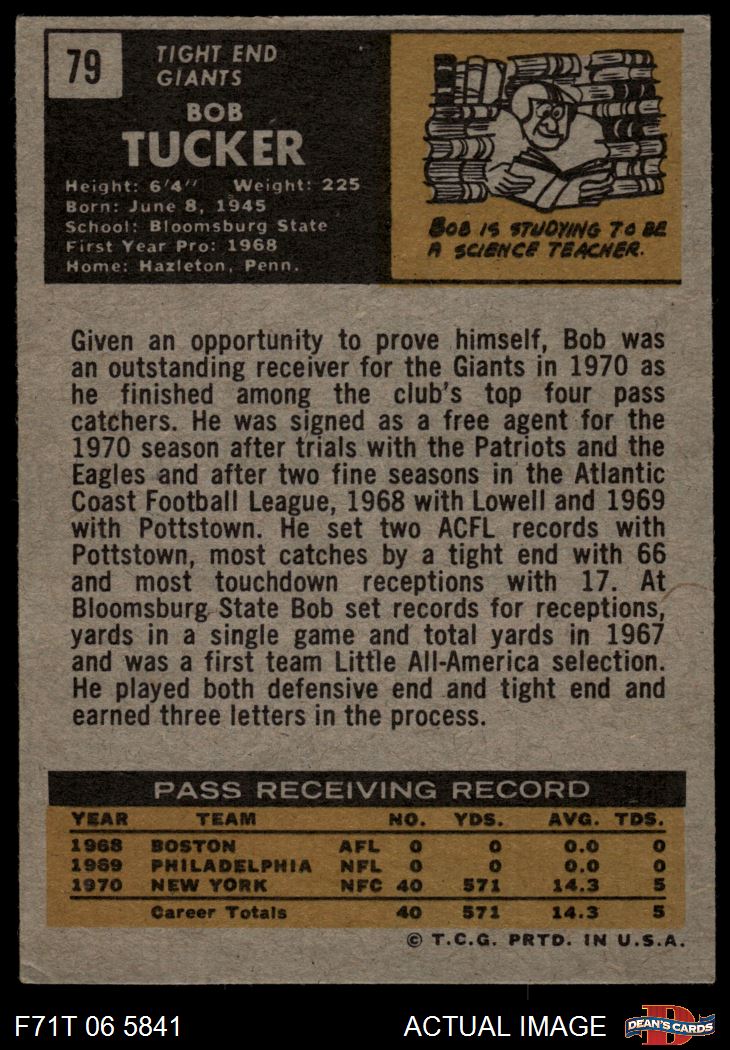 79
TIGHT END
GIANTS
BOB
TUCKER
Height: 6'4" Weight: 225
Born: June 8, 1945
School: Bloomsburg State
First Year Pro: 1968
Home: Hazleton, Penn.
BOB IS STUDYING TO BE
A SCIENCE TEACHER.
Given an opportunity to prove himself, Bob was
an outstanding receiver for the Giants in 1970 as
he finished among the club's top four pass
catchers. He was signed as a free agent for the
1970 season after trials with the Patriots and the
Eagles and after two fine seasons in the Atlantic
Coast Football League, 1968 with Lowell and 1969
with Pottstown. He set two ACFL records with
Pottstown, most catches by a tight end with 66
and most touchdown receptions with 17. At
Bloomsburg State Bob set records for receptions,
yards in a single game and total yards in 1967
and was a first team Little All-America selection.
He played both defensive end and tight end and
earned three letters in the process.
PASS RECEIVING RECORD
YEAR TEAM NO. YDS. AVG. TDS.
1968 BOSTON AFL 0 0 0.0 0
1969 PHILADELPHIA NFL 0 0 0.0 0
1970 NEW YORK NFC 40 571 14.3 5
Career Totals 40 571 14.3 5
© T.C.G. PRTD. IN U.S.A.
F71T 06 5841 ACTUAL IMAGE D DEAN'S CARDS